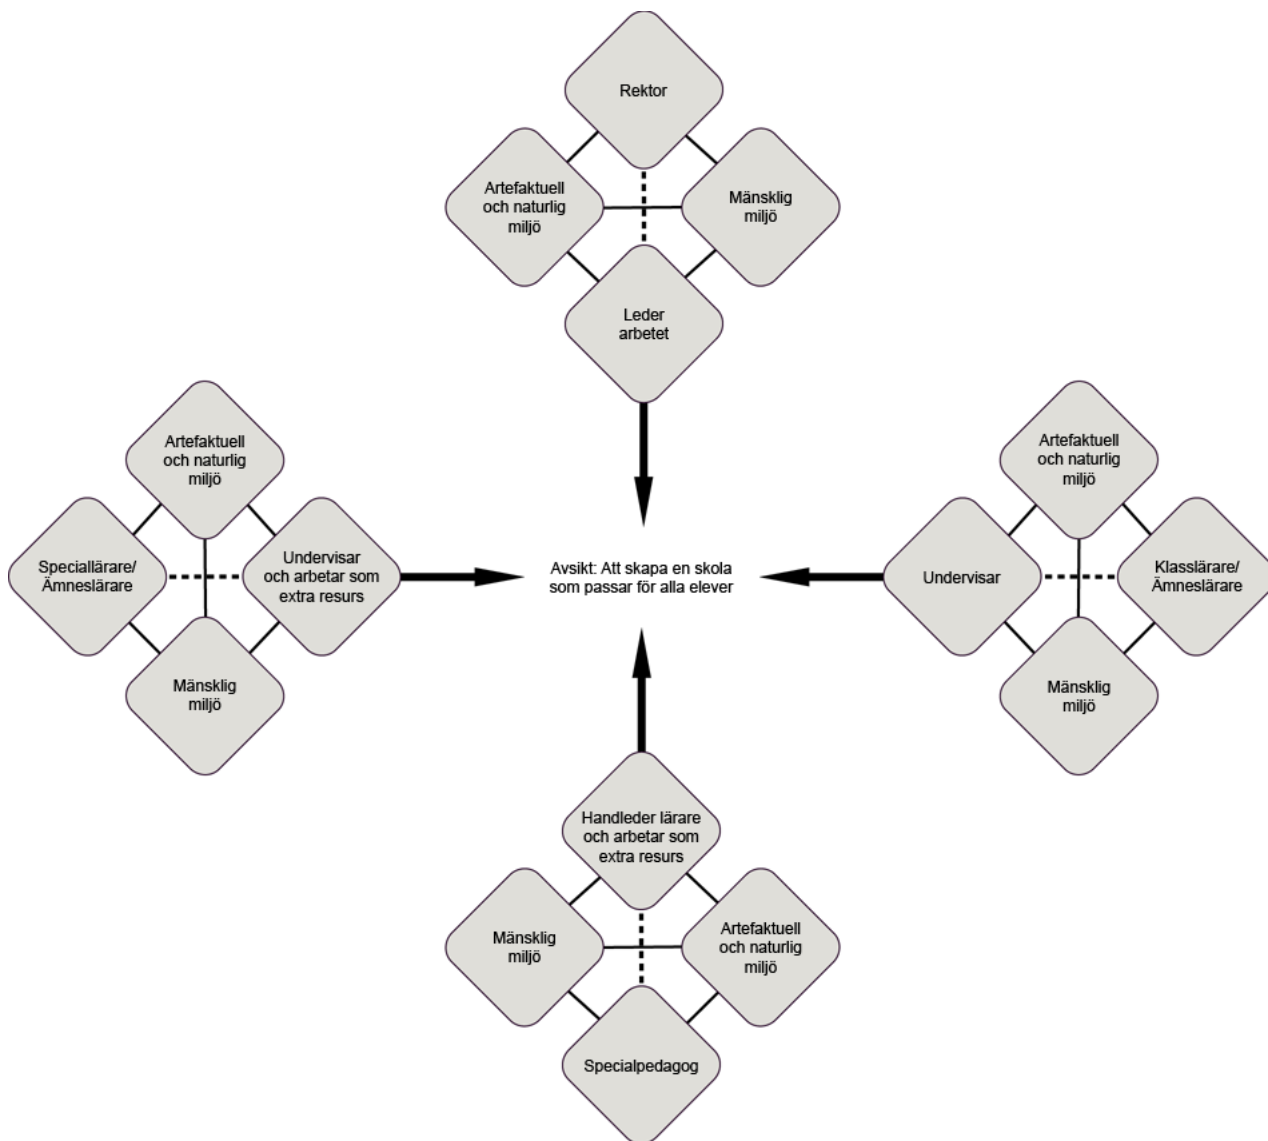 Rektor
Artefaktuell
och naturlig
miljö
Mänsklig
miljö
Leder
arbetet
Artefaktuell
och naturlig
miljö
Speciallärare/
Ämneslärare
Undervisar
och arbetar som
extra resurs
Mänsklig
miljö
Avsikt: Att skapa en skola
som passar för alla elever
Artefaktuell
och naturlig
miljö
Undervisar
Klasslärare/
Ämneslärare
Mänsklig
miljö
Handleder lärare
och arbetar som
extra resurs
Mänsklig
miljö
Artefaktuell
och naturlig
miljö
Specialpedagog